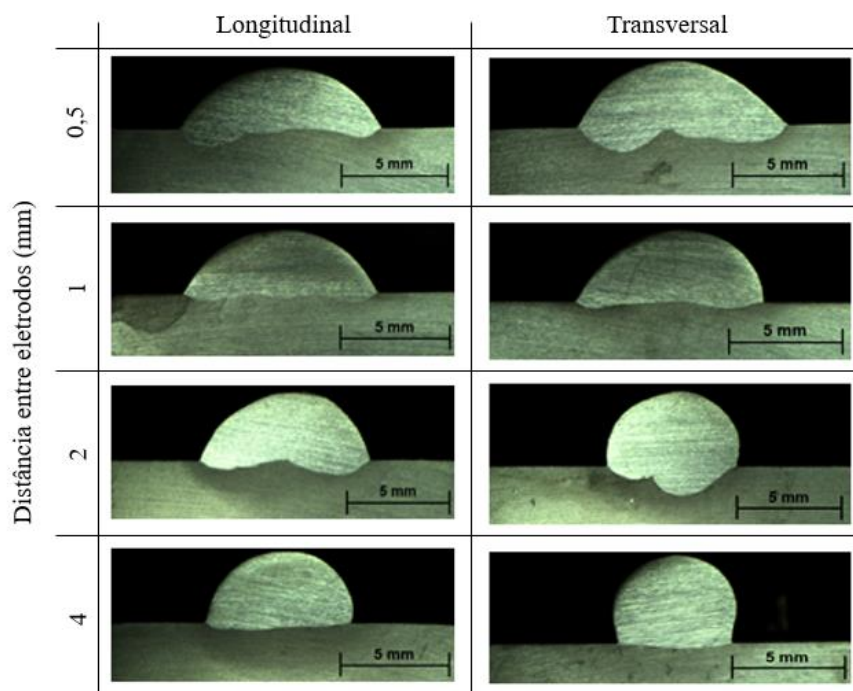 Longitudinal Transversal
Distância entre eletrodos (mm)
0,5
5 mm 5 mm
1
5 mm 5 mm
2
5 mm 5 mm
4
5 mm 5 mm